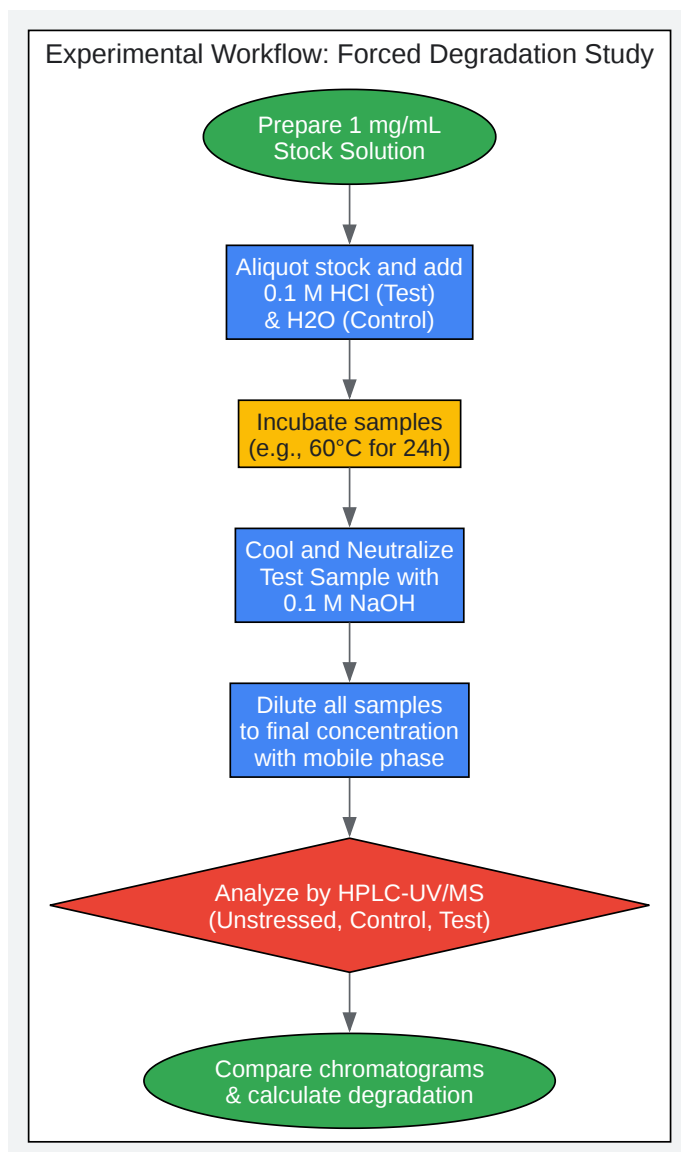 Experimental Workflow: Forced Degradation Study
Prepare 1 mg/mL
Stock Solution
Aliquot stock and add
0.1 M HCl (Test)
& H2O (Control)
Incubate samples
(e.g., 60°C for 24h)
Cool and Neutralize
Test Sample with
0.1 M NaOH
Dilute all samples
to final concentration
with mobile phase
Analyze by HPLC-UV/MS
(Unstressed, Control, Test)
Compare chromatograms
& calculate degradation